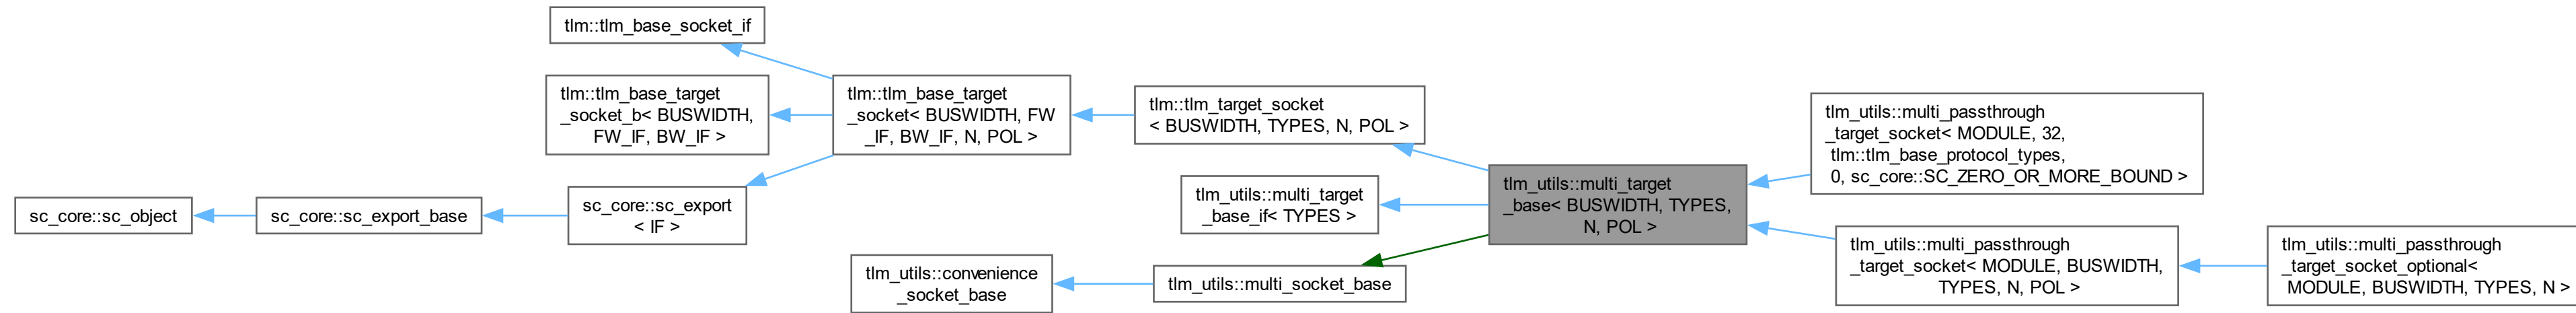 tlm::tlm_base_socket_if
tlm::tlm_base_target
_socket_b< BUSWIDTH,
FW_IF, BW_IF >
tlm::tlm_base_target
_socket< BUSWIDTH, FW
_IF, BW_IF, N, POL >
tlm::tlm_target_socket
< BUSWIDTH, TYPES, N, POL >
sc_core::sc_object
sc_core::sc_export_base
sc_core::sc_export
< IF >
tlm_utils::multi_target
_base_if< TYPES >
tlm_utils::convenience
_socket_base
tlm_utils::multi_socket_base
tlm_utils::multi_target
_base< BUSWIDTH, TYPES,
N, POL >
tlm_utils::multi_passthrough
_target_socket< MODULE, 32,
tlm::tlm_base_protocol_types,
0, sc_core::SC_ZERO_OR_MORE_BOUND >
tlm_utils::multi_passthrough
_target_socket< MODULE, BUSWIDTH,
TYPES, N, POL >
tlm_utils::multi_passthrough
_target_socket_optional<
MODULE, BUSWIDTH, TYPES, N >